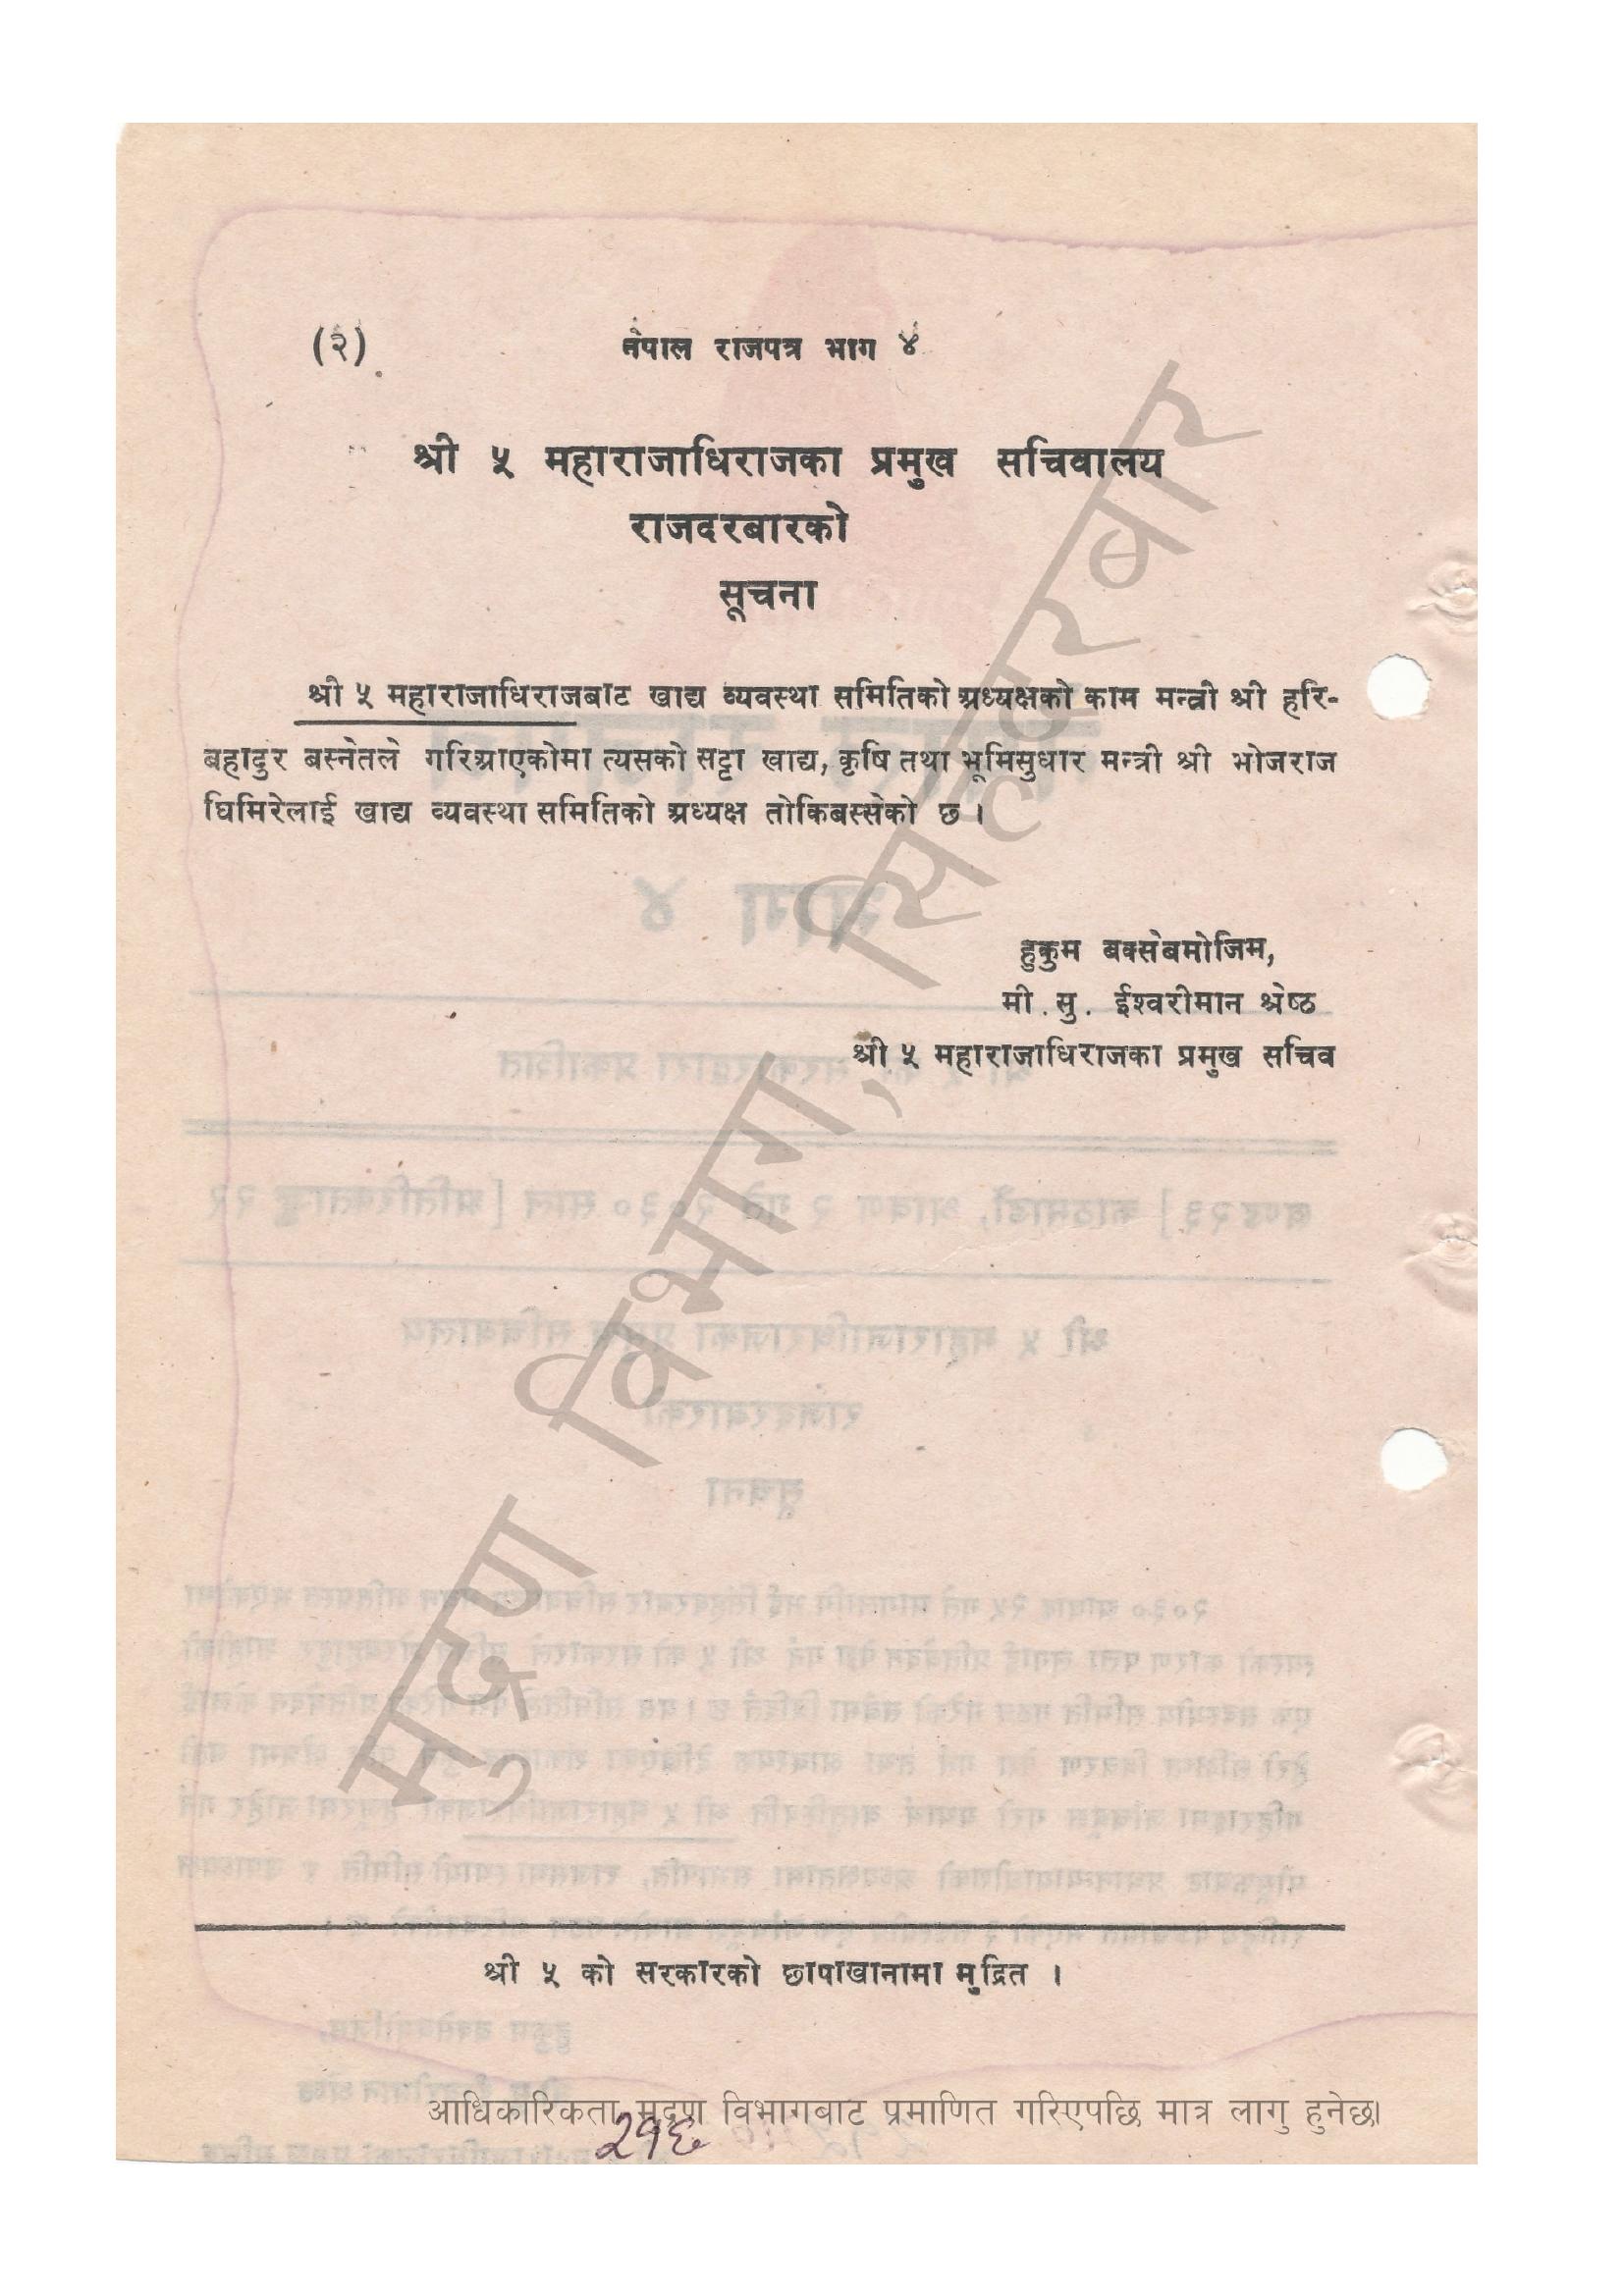 (२) नेपाल राजपत्र भाग ४
श्री ५ महाराजाधिराजका प्रमुख सचिवालय
राजदरबारको
सूचना
श्री ५ महाराजाधिराजबाट खाद्य व्यवस्था समितिको अध्यक्षको काम मन्त्री श्री हरि-
बहादुर बस्नेतले गरिआएकोमा त्यसको सट्टा खाद्य, कृषि तथा भूमिसुधार मन्त्री श्री भोजराज
घिमिरेलाई खाद्य व्यवस्था समितिको अध्यक्ष तोकिबस्सेको छ ।
हुकुम बक्सेबमोजिम,
मी. सु. ईश्वरीमान श्रेष्ठ
श्री ५ महाराजाधिराजका प्रमुख सचिव
मुद्रण विभाग, सिंहदरबार
श्री ५ को सरकारको छापाखानामा मुद्रित ।
आधिकारिकता मुद्रण विभागबाट प्रमाणित गरिएपछि मात्र लागु हुनेछ।
२१६